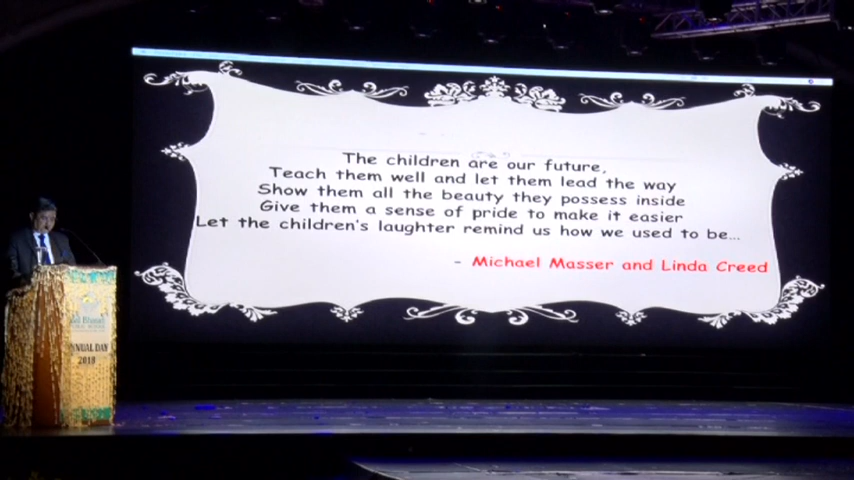 The children are our future,
Teach them well and let them lead the way
Show them all the beauty they possess inside
Give them a sense of pride to make it easier
Let the children's laughter remind us how we used to be...
- Michael Masser and Linda Creed
ANNUAL DAY
2018